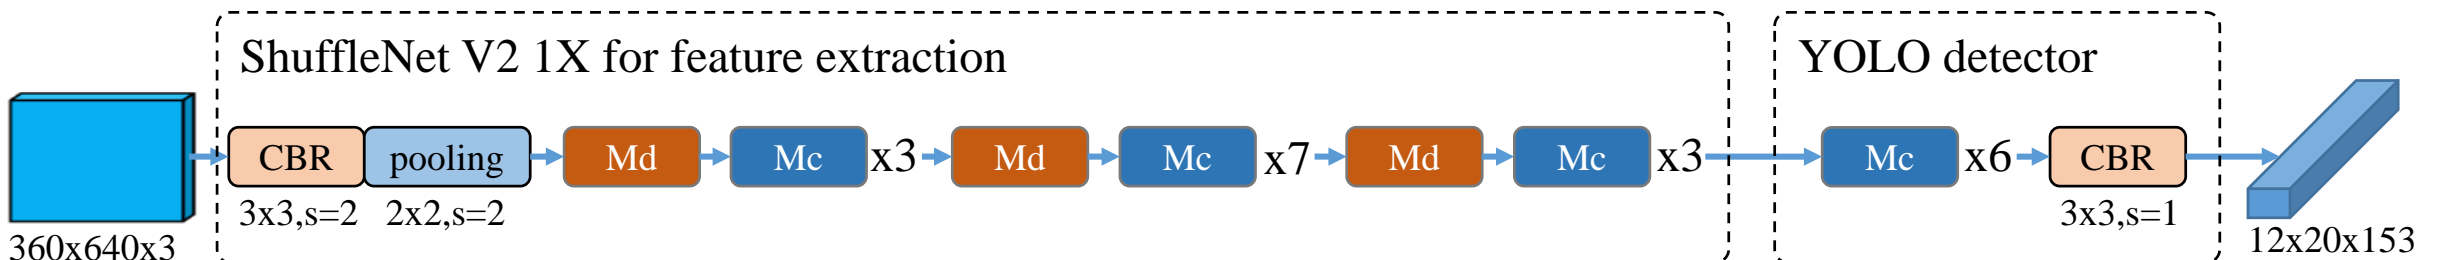 ShuffleNet V2 1X for feature extraction
YOLO detector
CBR pooling Md Mc x3 Md Mc x7 Md Mc x3 Mc x6 CBR
3x3,s=2 2x2,s=2 3x3,s=1
360x640x3 12x20x153